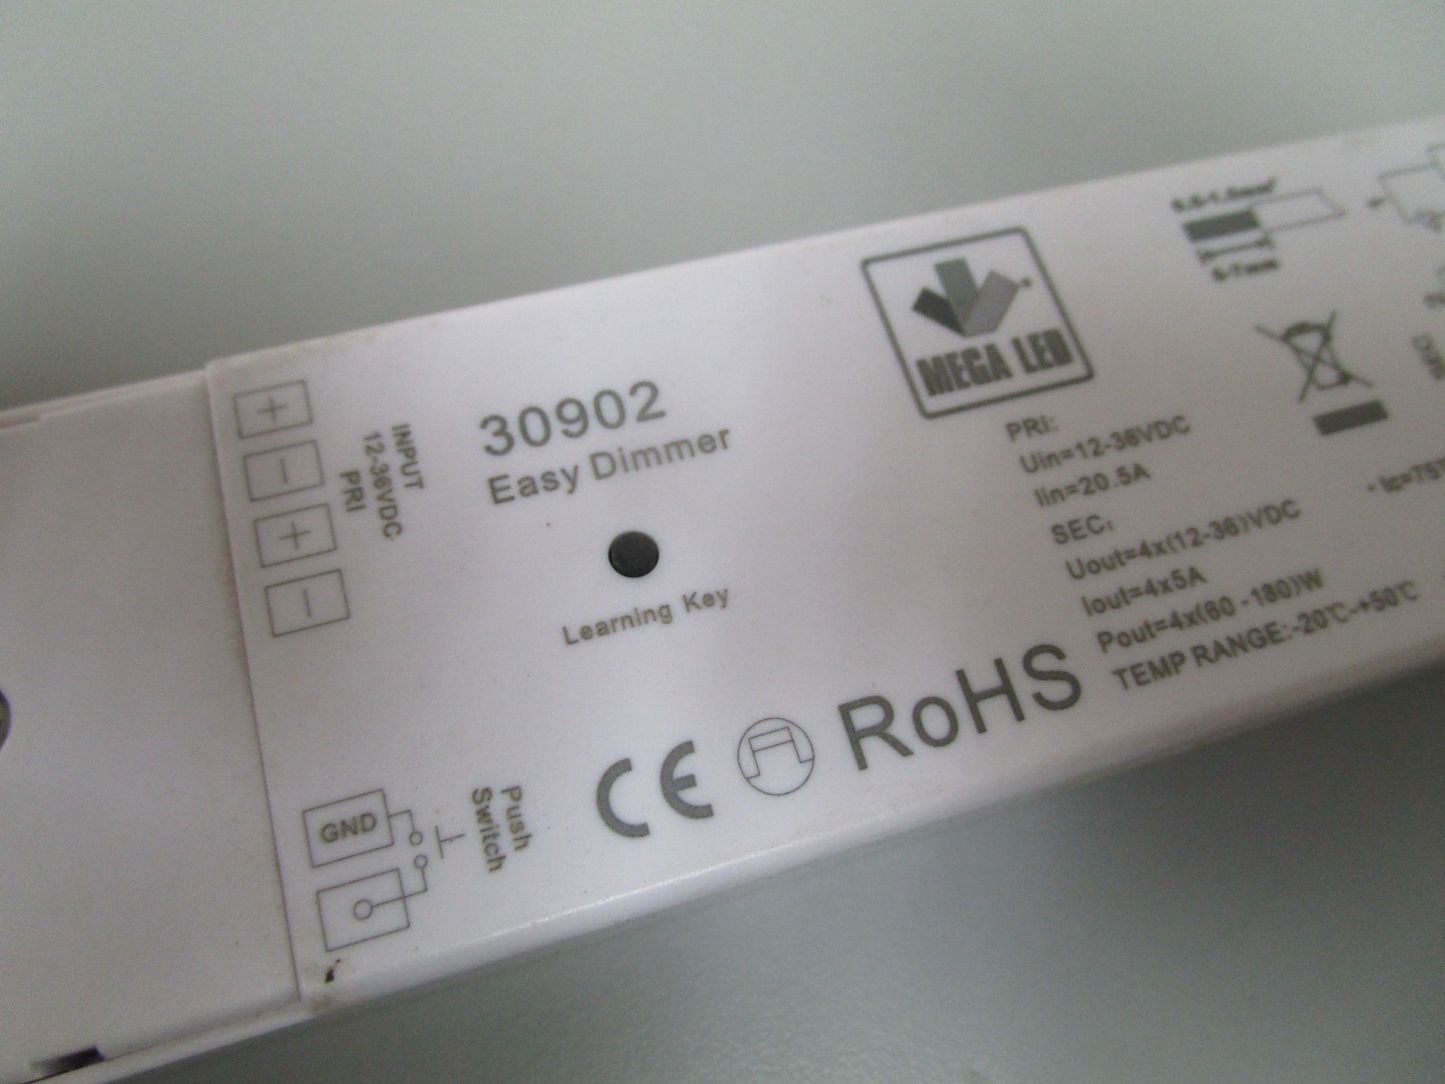 30902
Easy Dimmer
Learning Key
INPUT
12-36VDC
PRI
+
−
+
−
GND
Push
Switch
CE
RoHS
MEGA LED
PRI:
Uin=12-36VDC
Iin=20.5A
SEC:
Uout=4x(12-36)VDC
Iout=4x5A
Pout=4x(60-180)W
TEMP RANGE:-20℃-+50℃
6-7mm